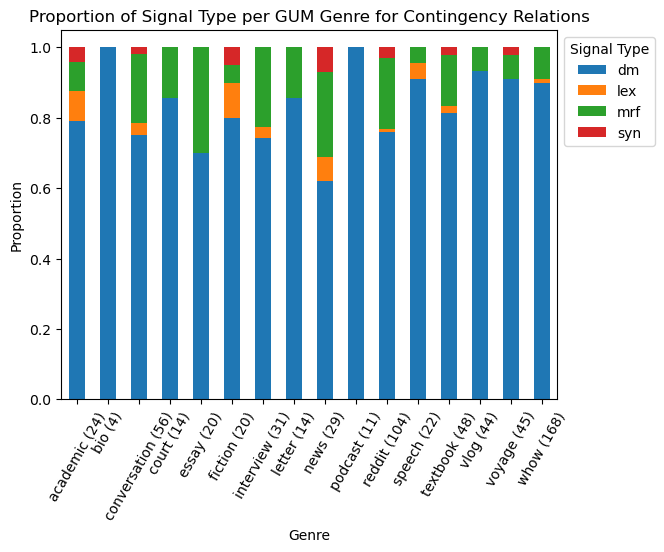 Proportion of Signal Type per GUM Genre for Contingency Relations
Signal Type
dm
lex
mrf
syn
Proportion
1.0
0.8
0.6
0.4
0.2
0.0
academic (24)
bio (4)
conversation (56)
court (14)
essay (20)
fiction (20)
interview (31)
letter (14)
news (29)
podcast (11)
reddit (104)
speech (22)
textbook (48)
vlog (44)
voyage (45)
whow (168)
Genre